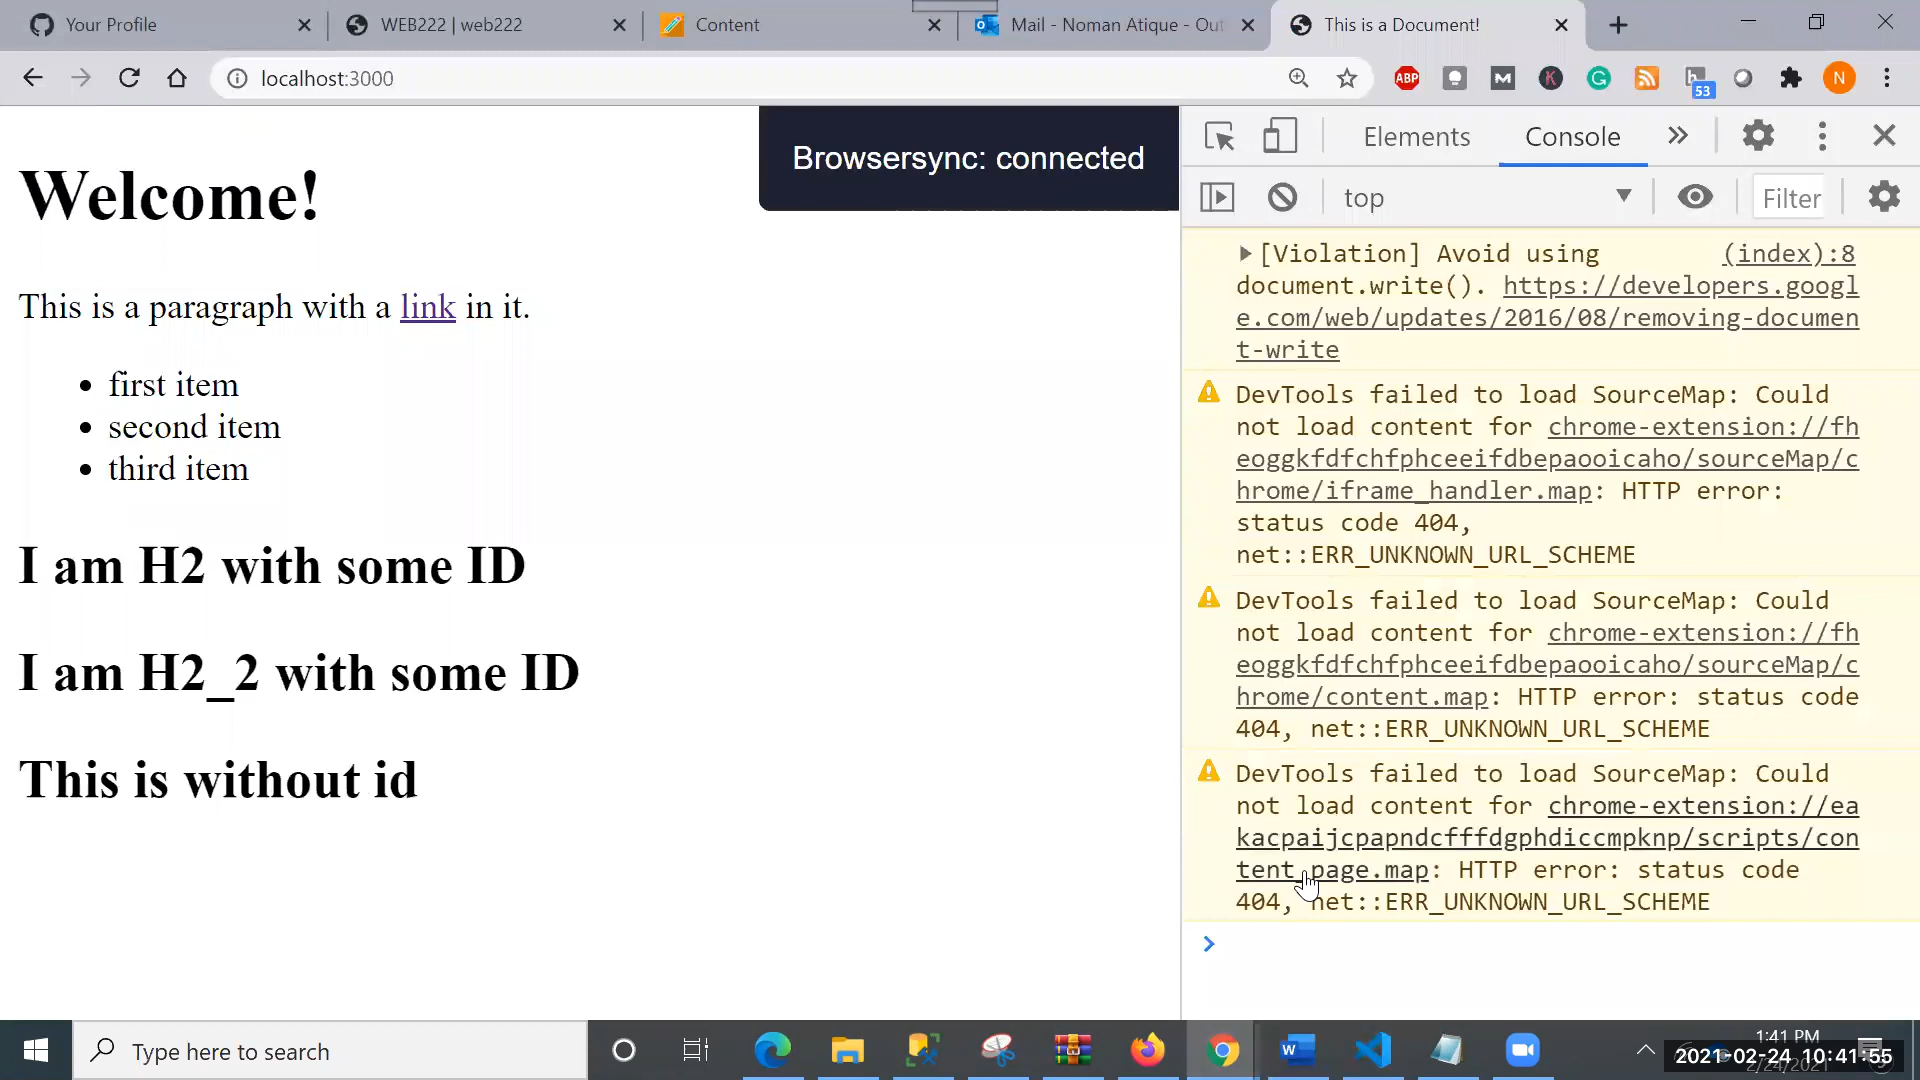 Your Profile
WEB222 | web222
Content
Mail - Noman Atique - Out
This is a Document!
localhost:3000
ABP
53
N
Browsersync: connected
Welcome!
This is a paragraph with a link in it.
first item
second item
third item
I am H2 with some ID
I am H2_2 with some ID
This is without id
Elements
Console
top
Filter
[Violation] Avoid using (index):8
document.write(). https://developers.googl
e.com/web/updates/2016/08/removing-documen
t-write
DevTools failed to load SourceMap: Could
not load content for chrome-extension://fh
eoggkfdfchfphceeifdbepaooicaho/sourceMap/c
hrome/iframe_handler.map: HTTP error:
status code 404,
net::ERR_UNKNOWN_URL_SCHEME
DevTools failed to load SourceMap: Could
not load content for chrome-extension://fh
eoggkfdfchfphceeifdbepaooicaho/sourceMap/c
hrome/content.map: HTTP error: status code
404, net::ERR_UNKNOWN_URL_SCHEME
DevTools failed to load SourceMap: Could
not load content for chrome-extension://ea
kacpaijcpapndcfffdgphdiccmpknp/scripts/con
tent_page.map: HTTP error: status code
404, net::ERR_UNKNOWN_URL_SCHEME
Type here to search
1:41 PM
2021-02-24 10:41:55